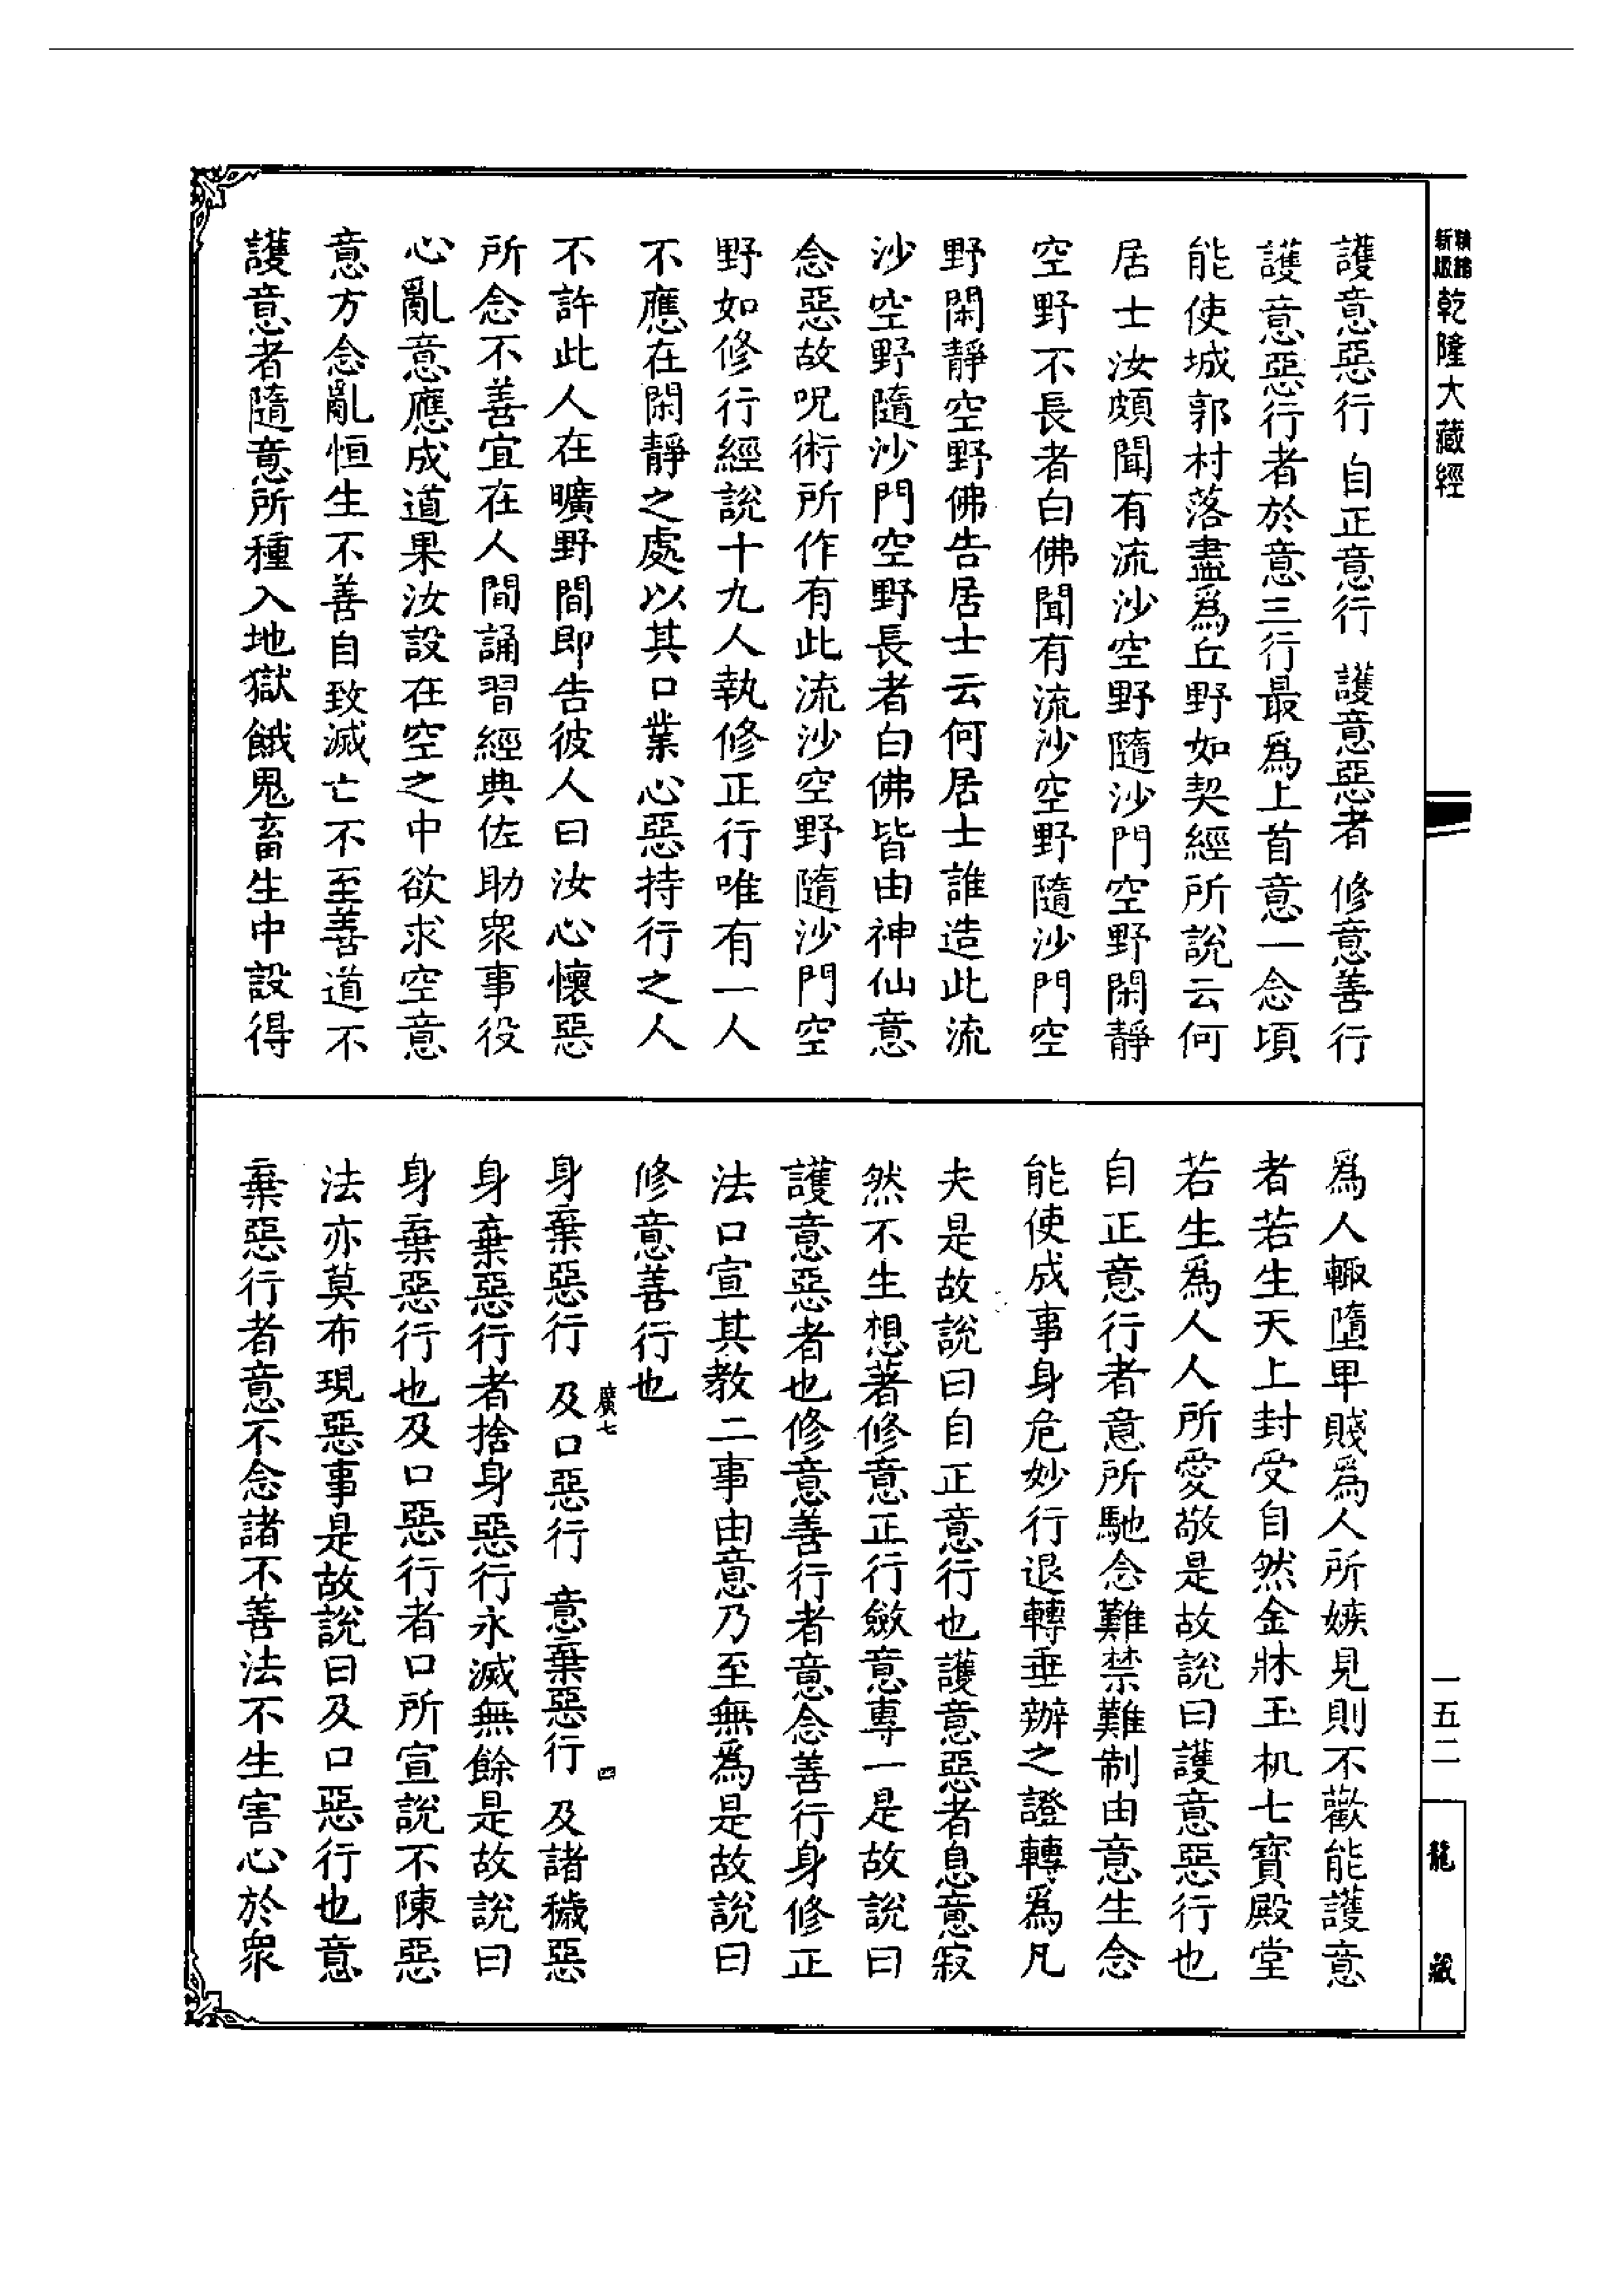 精縮新版乾隆大藏經
護意惡行　自正意行　護意惡者　修意善行
護意惡行者於意三行最爲上首意一念頃
能使城郭村落盡爲丘野如契經所說云何
居士汝頗聞有流沙空野隨沙門空野閑靜
空野不長者白佛聞有流沙空野隨沙門空
野閑靜空野佛告居士云何居士誰造此流
沙空野隨沙門空野長者白佛皆由神仙意
念惡故呪術所作有此流沙空野隨沙門空
野如修行經說十九人執修正行唯有一人
不應在閑靜之處以其口業心惡持行之人
不許此人在曠野間即告彼人曰汝心懷惡
所念不善宜在人間誦習經典佐助衆事役
心亂意應成道果汝設在空之中欲求空意
意方念亂恒生不善自致滅亡不至善道不
護意者隨意所種入地獄餓鬼畜生中設得
爲人輙墮卑賤爲人所嫉見則不歡能護意
者若生天上封受自然金牀玉机七寶殿堂
若生爲人人所愛敬是故說曰護意惡行也
自正意行者意所馳念難禁難制由意生念
能使成事身危妙行退轉垂辦之證轉爲凡
夫是故說曰自正意行也護意惡者息意寂
然不生想著修意正行斂意專一是故說曰
護意惡者也修意善行者意念善行身修正
法口宣其教二事由意乃至無爲是故說曰
修意善行也
廣七　四
身棄惡行　及口惡行　意棄惡行　及諸穢惡
身棄惡行者捨身惡行永滅無餘是故說曰
身棄惡行也及口惡行者口所宣說不陳惡
法亦莫布現惡事是故說曰及口惡行也意
棄惡行者意不念諸不善法不生害心於衆
一五二
龍藏